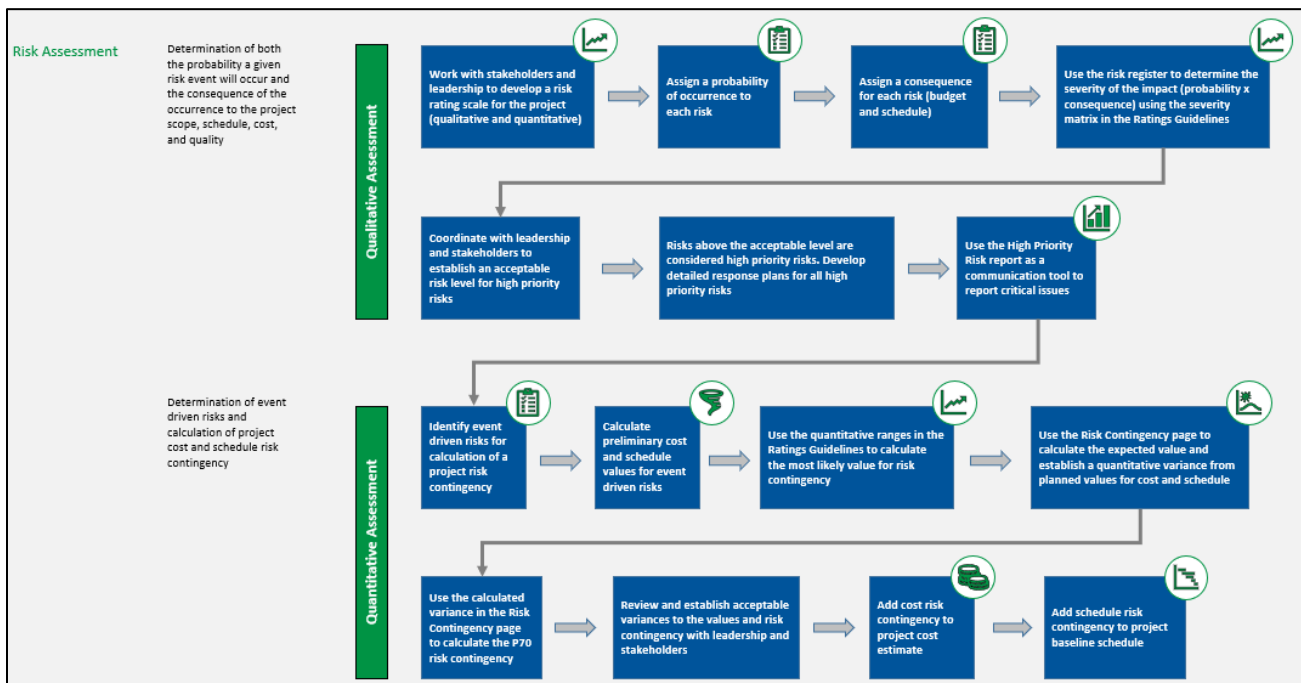 Risk Assessment
Determination of both
the probability a given
risk event will occur and
the consequence of the
occurrence to the project
scope, schedule, cost,
and quality
Qualitative Assessment
Work with stakeholders and
leadership to develop a risk
rating scale for the project
(qualitative and quantitative)
Assign a probability
of occurrence to
each risk
Assign a consequence
for each risk (budget
and schedule)
Use the risk register to determine the
severity of the impact (probability x
consequence) using the severity
matrix in the Ratings Guidelines
Coordinate with leadership
and stakeholders to
establish an acceptable
risk level for high priority
risks
Risks above the acceptable level are
considered high priority risks. Develop
detailed response plans for all high
priority risks
Use the High Priority
Risk report as a
communication tool to
report critical issues
Determination of event
driven risks and
calculation of project
cost and schedule risk
contingency
Quantitative Assessment
Identify event
driven risks for
calculation of a
project risk
contingency
Calculate
preliminary cost
and schedule
values for event
driven risks
Use the quantitative ranges in the
Ratings Guidelines to calculate
the most likely value for risk
contingency
Use the Risk Contingency page to
calculate the expected value and
establish a quantitative variance from
planned values for cost and schedule
Use the calculated
variance in the Risk
Contingency page
to calculate the P70
risk contingency
Review and establish acceptable
variances to the values and risk
contingency with leadership and
stakeholders
Add cost risk
contingency to
project cost
estimate
Add schedule risk
contingency to project
baseline schedule